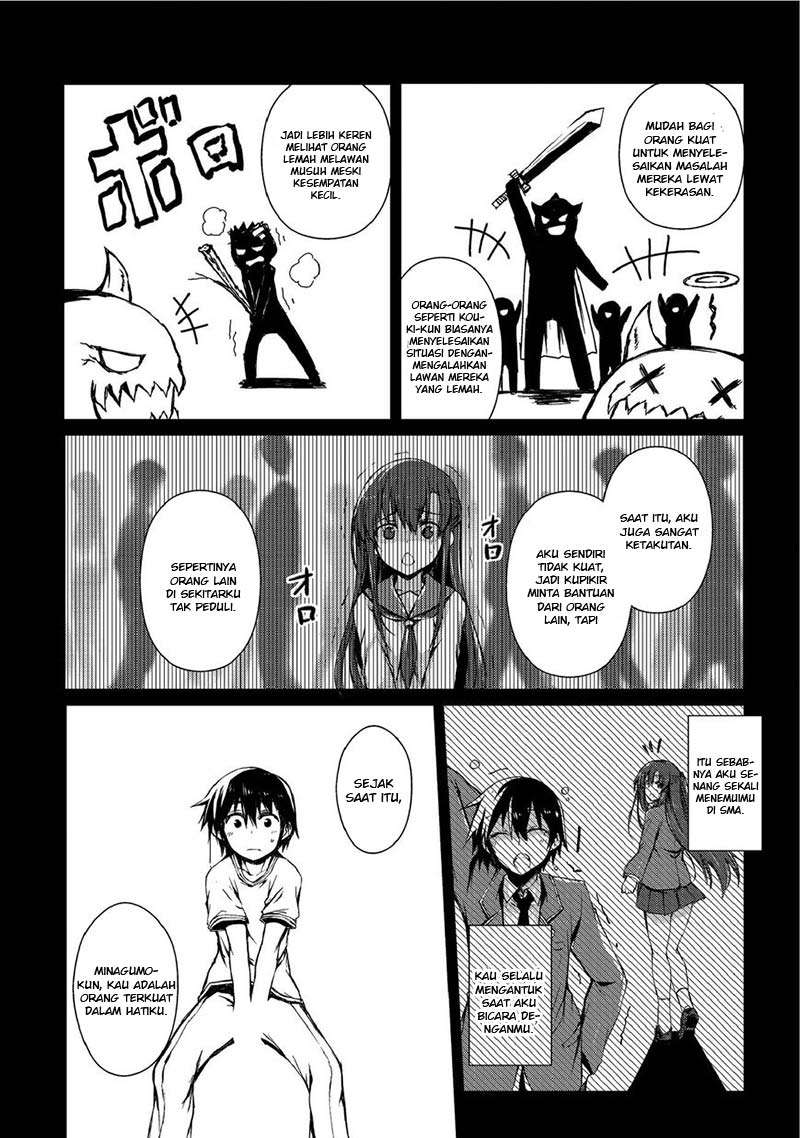 MUDAH BAGI
ORANG KUAT
UNTUK MENYELE-
SAIKAN MASALAH
MEREKA LEWAT
KEKERASAN.
ORANG-ORANG
SEPERTI KOU-
KI-KUN BIASANYA
MENYELESAIKAN
SITUASI DENGAN-
MENGALAHKAN
LAWAN MEREKA
YANG LEMAH.
JADI LEBIH KEREN
MELIHAT ORANG
LEMAH MELAWAN
MUSUH MESKI
KESEMPATAN
KECIL.
ボロ
SAAT ITU, AKU
JUGA SANGAT
KETAKUTAN.
AKU SENDIRI
TIDAK KUAT,
JADI KUPIKIR
MINTA BANTUAN
DARI ORANG
LAIN, TAPI
オロ
オロ
SEPERTINYA
ORANG LAIN
DI SEKITARKU
TAK PEDULI.
ITU SEBAB-
NYA AKU SE-
NANG SEKALI
MENEMUIMU
DI SMA.
KAU SELALU
MENGANTUK
SAAT AKU
BICARA DE-
NGANMU.
SEJAK
SAAT ITU,
MINAGUMO-
KUN, KAU ADALAH
ORANG TERKUAT
DALAM HATIKU.